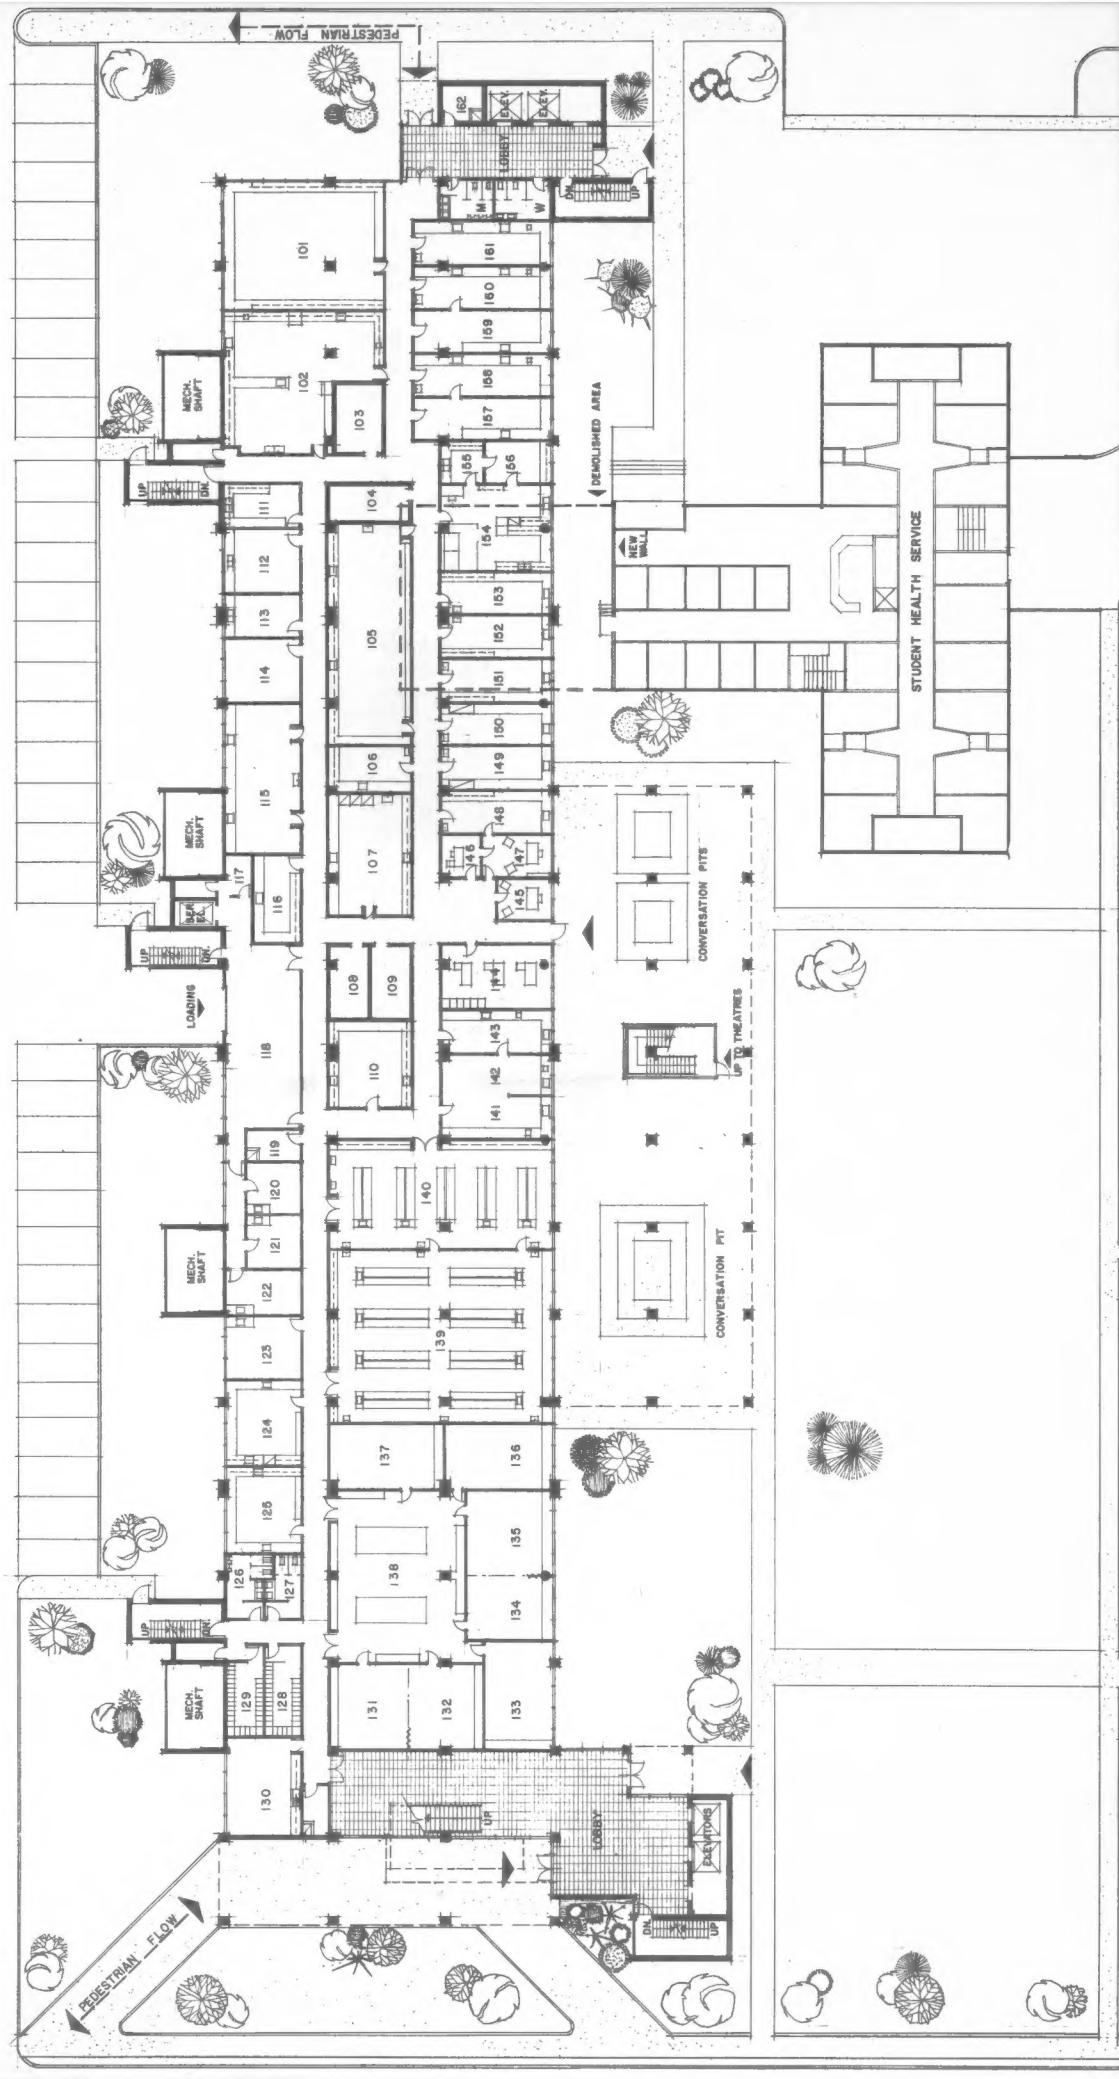 PEDESTRIAN FLOW
162
ELEV.
ELEV.
LOBBY
DN.
UP
M
W
101
161
160
159
158
157
102
103
MECH.
SHAFT
UP
DN.
155
156
DEMOLISHED AREA
104
111
154
NEW
WALL
112
153
113
105
152
114
151
STUDENT HEALTH SERVICE
150
106
149
115
148
MECH.
SHAFT
107
146
147
117
145
116
CONVERSATION PITS
SER.
EL.
UP
DN.
108
109
144
LOADING
143
UP TO THEATRES
118
110
142
141
119
120
140
121
MECH.
SHAFT
122
CONVERSATION PIT
123
139
124
137
136
125
135
126
127
138
134
UP
DN.
129
128
131
132
133
MECH.
SHAFT
130
UP
LOBBY
ELEVATORS
DN.
UP
PEDESTRIAN FLOW